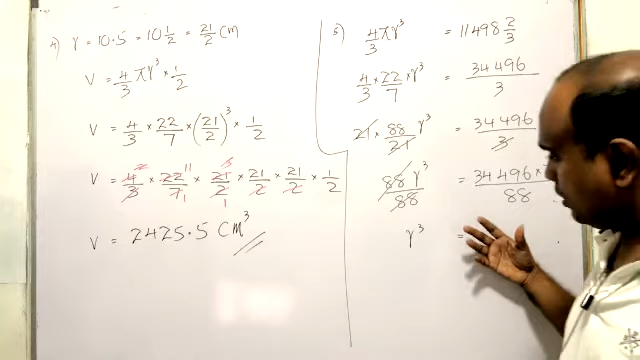 4) r = 10.5 = 10 1/2 = 21/2 cm
V = 4/3 πr³ × 1/2
V = 4/3 × 22/7 × (21/2)³ × 1/2
V = 4/3 × 22/7 × 21/2 × 21/2 × 21/2 × 1/2
V = 2425.5 cm³
5) 4/3 πr³ = 11498 2/3
4/3 × 22/7 × r³ = 34496/3
21 × 88/21 r³ = 34496/3
88 r³/88 = 34496 ×/88
r³ =